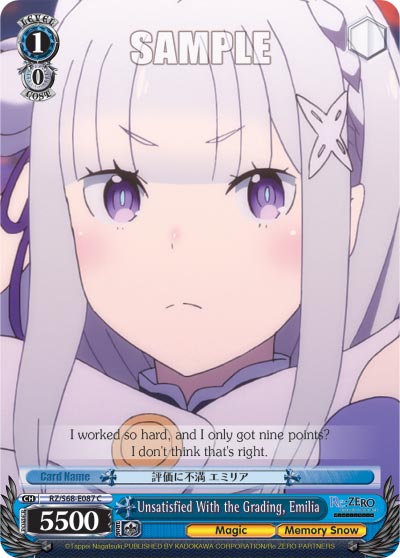 LEVEL
1
0
COST
SAMPLE
I worked so hard, and I only got nine points?
I don't think that's right.
Card Name
評価に不満 エミリア
CH RZ/S68-E087 C
Unsatisfied With the Grading, Emilia
Re:ZERO
POWER
5500
SOUL
Magic
Memory Snow
©Tappei Nagatsuki,PUBLISHED BY KADOKAWA CORPORATION/Re:ZERO PARTNERS